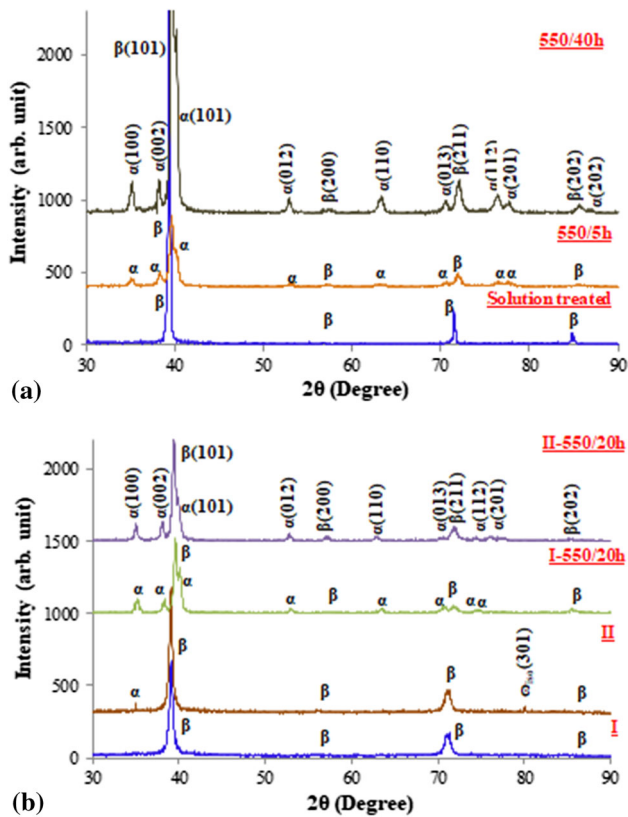 550/40h
β(101)
α(101)
α(100)
α(002)
α(012)
β(200)
α(110)
α(013)
β(211)
α(112)
α(201)
β(202)
α(202)
550/5h
β
α
α α α β α α β α α β
Solution treated
β β β β
2000
1500
1000
500
0
Intensity (arb. unit)
30 40 50 60 70 80 90
2θ (Degree)
(a)
II-550/20h
β(101)
α(101)
α(100)
α(002)
α(012)
β(200)
α(110)
α(013)
β(211)
α(112)
α(201)
β(202)
I-550/20h
β
α
α α α β α α β α α β
II
α β β β β
(301)
I
β β β β
2000
1500
1000
500
0
Intensity (arb. unit)
30 40 50 60 70 80 90
2θ (Degree)
(b)